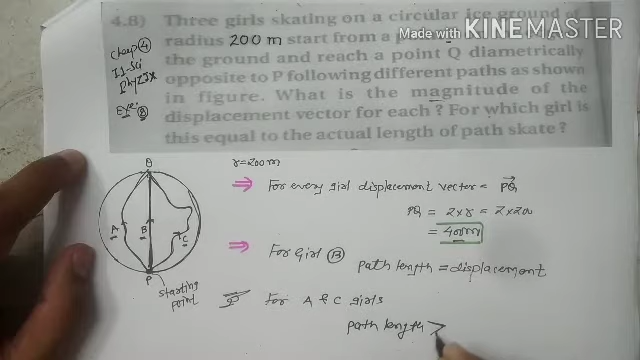 Made with KINEMASTER
4.8) Three girls skating on a circular ice ground of
radius 200 m start from a
the ground and reach a point Q diametrically
opposite to P following different paths as shown
in figure. What is the magnitude of the
displacement vector for each ? For which girl is
this equal to the actual length of path skate ?
Chap 4
11-Sci
Phy
Exe: 8
r=200m
Q
⇒ For every girl displacement vector = PQ
PQ = 2×r = 2×200
= 400m
A
B
C
P
starting
point
⇒ For Girl B
path length = displacement
⇒ For A & C girls
path length >